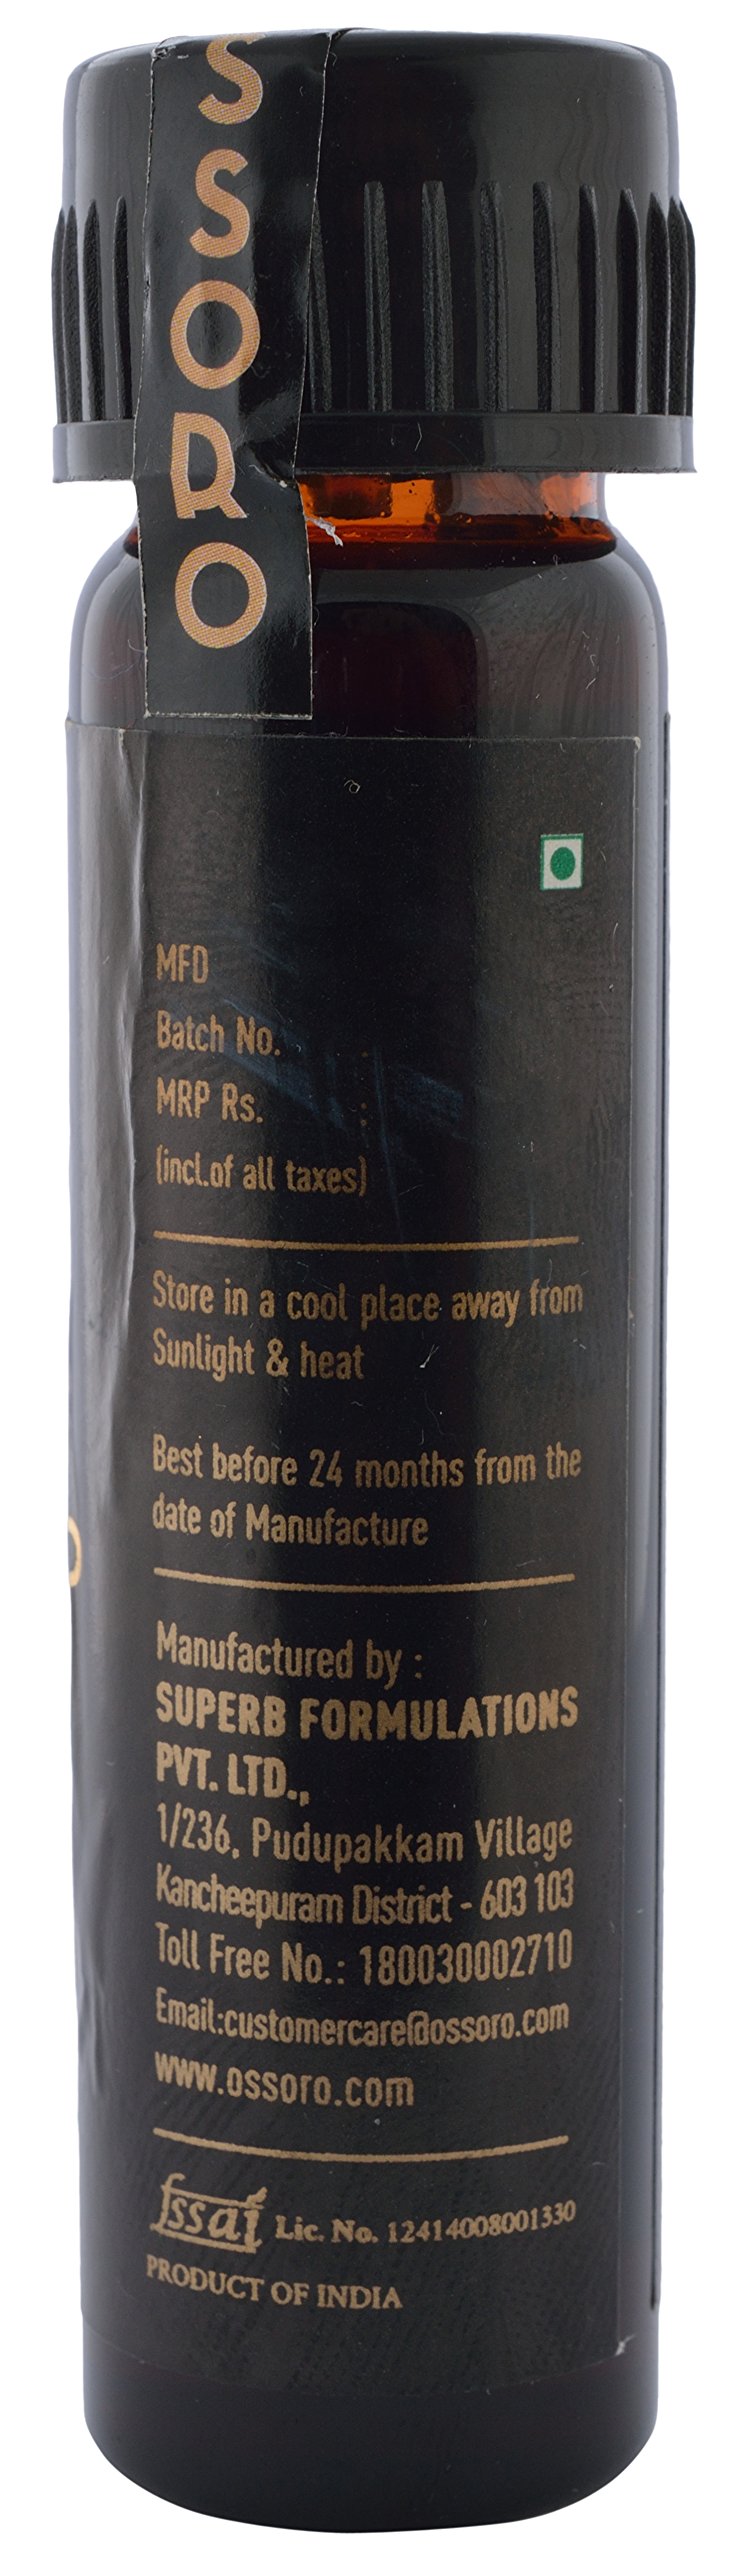 SSORO
MFD
Batch No. :
MRP Rs. :
(incl.of all taxes)
Store in a cool place away from
Sunlight & heat
Best before 24 months from the
date of Manufacture
Manufactured by :
SUPERB FORMULATIONS
PVT. LTD.,
1/236, Pudupakkam Village
Kancheepuram District - 603 103
Toll Free No.: 180030002710
Email:customercare@ossoro.com
www.ossoro.com
fssai Lic. No. 12414008001330
PRODUCT OF INDIA